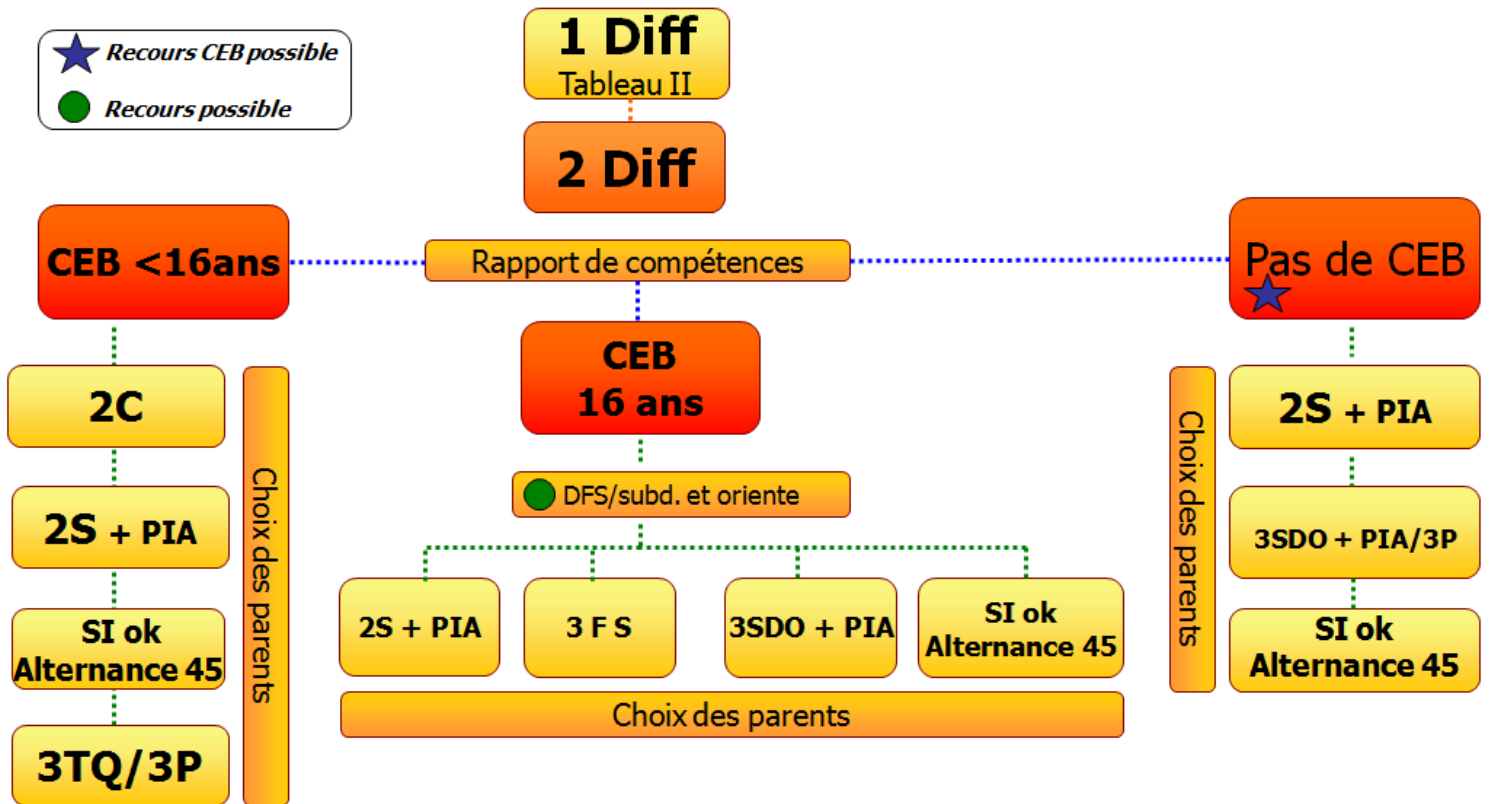 Recours CEB possible
Recours possible
1 Diff
Tableau II
2 Diff
CEB <16ans
Rapport de compétences
Pas de CEB
CEB
16 ans
2C
2S + PIA
SI ok
Alternance 45
3TQ/3P
Choix des parents
DFS/subd. et oriente
2S + PIA
3 F S
3SDO + PIA
SI ok
Alternance 45
Choix des parents
Choix des parents
2S + PIA
3SDO + PIA/3P
SI ok
Alternance 45